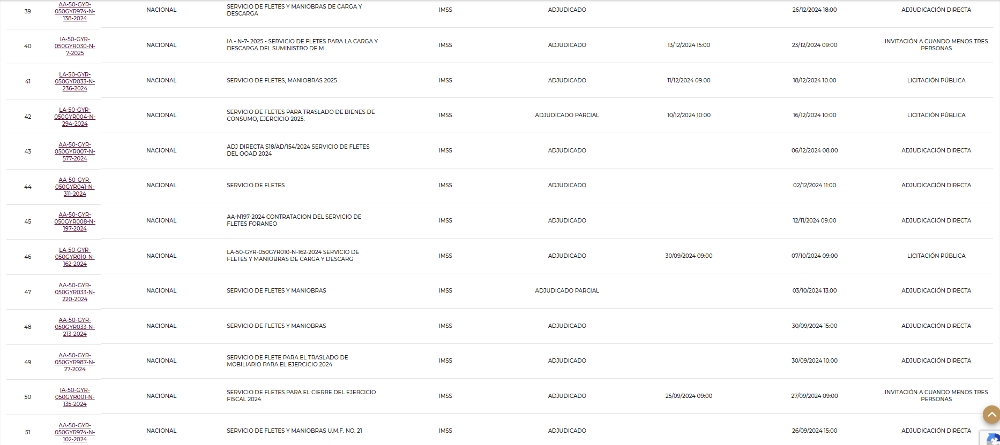 39
AA-50-GYR-
050GYR974-N-
138-2024
NACIONAL
SERVICIO DE FLETES Y MANIOBRAS DE CARGA Y
DESCARGA
IMSS
ADJUDICADO
26/12/2024 18:00
ADJUDICACIÓN DIRECTA
40
IA-50-GYR-
050GYR030-N-
7-2025
NACIONAL
IA - N-7- 2025 - SERVICIO DE FLETES PARA LA CARGA Y
DESCARGA DEL SUMINISTRO DE M
IMSS
ADJUDICADO
13/12/2024 15:00
23/12/2024 09:00
INVITACIÓN A CUANDO MENOS TRES
PERSONAS
41
LA-50-GYR-
050GYR033-N-
236-2024
NACIONAL
SERVICIO DE FLETES, MANIOBRAS 2025
IMSS
ADJUDICADO
11/12/2024 09:00
18/12/2024 10:00
LICITACIÓN PÚBLICA
42
LA-50-GYR-
050GYR004-N-
294-2024
NACIONAL
SERVICIO DE FLETES PARA TRASLADO DE BIENES DE
CONSUMO, EJERCICIO 2025.
IMSS
ADJUDICADO PARCIAL
10/12/2024 10:00
16/12/2024 10:00
LICITACIÓN PÚBLICA
43
AA-50-GYR-
050GYR007-N-
577-2024
NACIONAL
ADJ DIRECTA S18/AD/154/2024 SERVICIO DE FLETES
DEL OOAD 2024
IMSS
ADJUDICADO
06/12/2024 08:00
ADJUDICACIÓN DIRECTA
44
AA-50-GYR-
050GYR041-N-
311-2024
NACIONAL
SERVICIO DE FLETES
IMSS
ADJUDICADO
02/12/2024 11:00
ADJUDICACIÓN DIRECTA
45
AA-50-GYR-
050GYR008-N-
197-2024
NACIONAL
AA-N197-2024 CONTRATACION DEL SERVICIO DE
FLETES FORANEO
IMSS
ADJUDICADO
12/11/2024 09:00
ADJUDICACIÓN DIRECTA
46
LA-50-GYR-
050GYR010-N-
162-2024
NACIONAL
LA-50-GYR-050GYR010-N-162-2024 SERVICIO DE
FLETES Y MANIOBRAS DE CARGA Y DESCARG
IMSS
ADJUDICADO
30/09/2024 09:00
07/10/2024 09:00
LICITACIÓN PÚBLICA
47
AA-50-GYR-
050GYR033-N-
220-2024
NACIONAL
SERVICIO DE FLETES Y MANIOBRAS
IMSS
ADJUDICADO PARCIAL
03/10/2024 13:00
ADJUDICACIÓN DIRECTA
48
AA-50-GYR-
050GYR033-N-
213-2024
NACIONAL
SERVICIO DE FLETES Y MANIOBRAS
IMSS
ADJUDICADO
30/09/2024 15:00
ADJUDICACIÓN DIRECTA
49
AA-50-GYR-
050GYR987-N-
27-2024
NACIONAL
SERVICIO DE FLETE PARA EL TRASLADO DE
MOBILIARIO PARA EL EJERCICIO 2024
IMSS
ADJUDICADO
30/09/2024 10:00
ADJUDICACIÓN DIRECTA
50
IA-50-GYR-
050GYR001-N-
135-2024
NACIONAL
SERVICIO DE FLETES PARA EL CIERRE DEL EJERCICIO
FISCAL 2024
IMSS
ADJUDICADO
25/09/2024 09:00
27/09/2024 09:00
INVITACIÓN A CUANDO MENOS TRES
PERSONAS
51
AA-50-GYR-
050GYR974-N-
102-2024
NACIONAL
SERVICIO DE FLETES Y MANIOBRAS U.M.F. NO. 21
IMSS
ADJUDICADO
26/09/2024 15:00
ADJUDICACIÓN DIRECTA